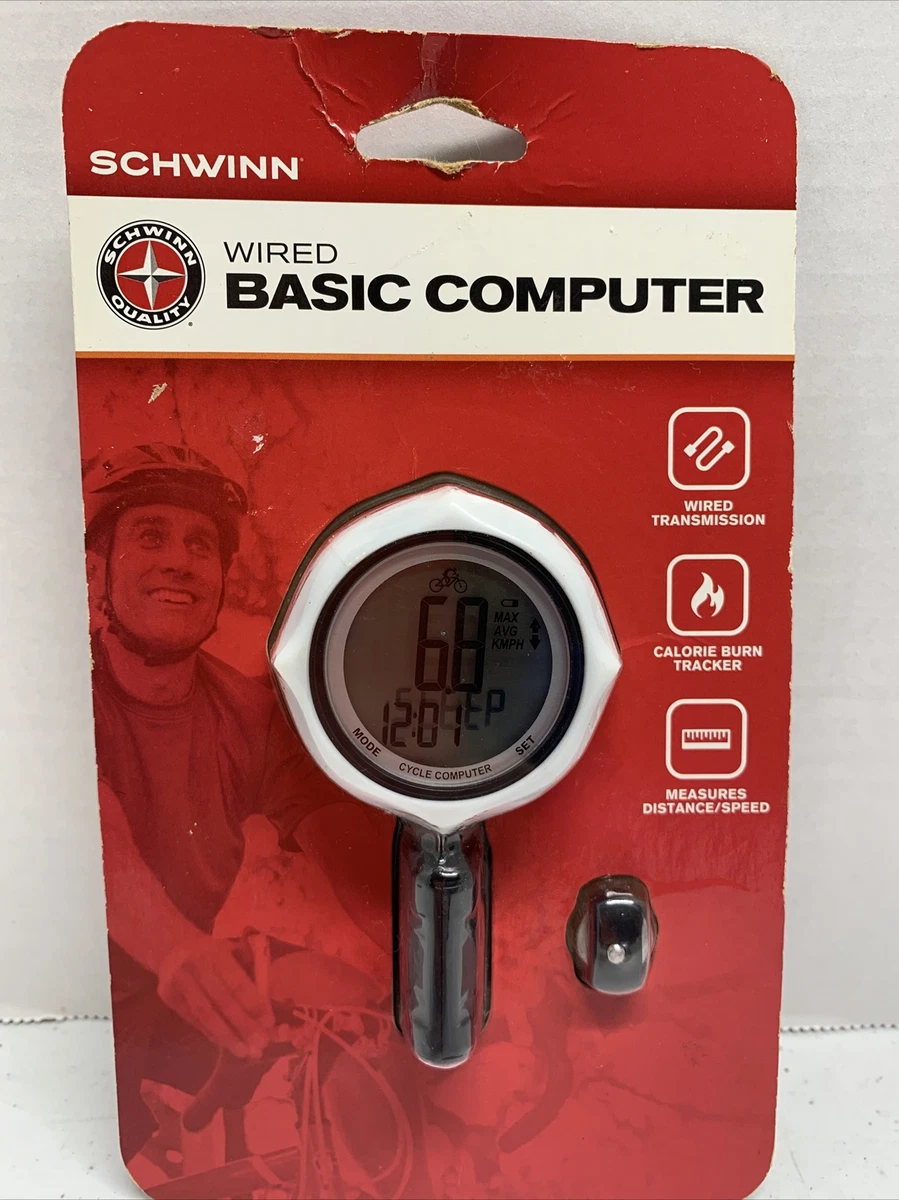 SCHWINN
SCHWINN
QUALITY
WIRED
BASIC COMPUTER
WIRED
TRANSMISSION
CALORIE BURN
TRACKER
MEASURES
DISTANCE/SPEED
68
MAX
AVG
KMPH
12:01
MODE
CYCLE COMPUTER
SET